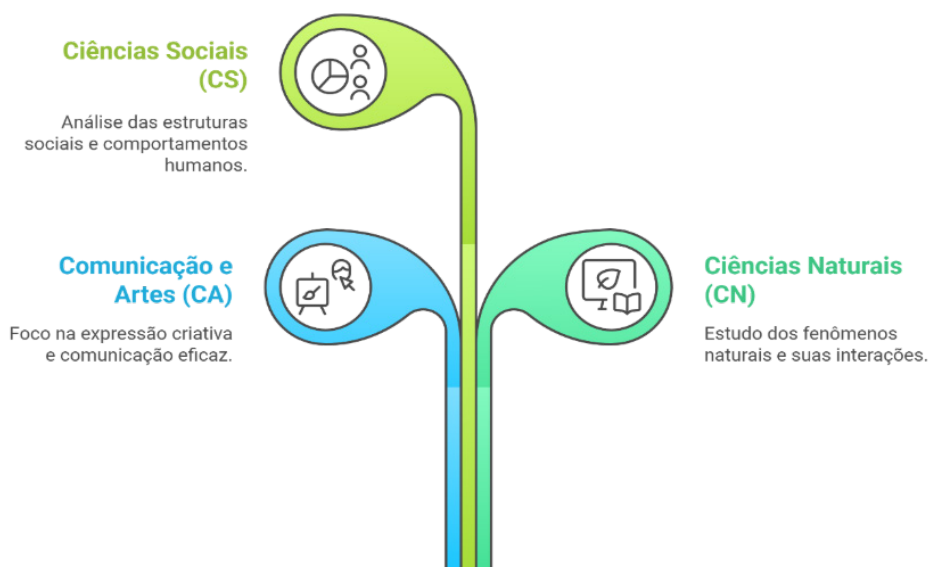 Ciências Sociais
(CS)
Análise das estruturas
sociais e comportamentos
humanos.
Comunicação e
Artes (CA)
Foco na expressão criativa
e comunicação eficaz.
Ciências Naturais
(CN)
Estudo dos fenômenos
naturais e suas interações.